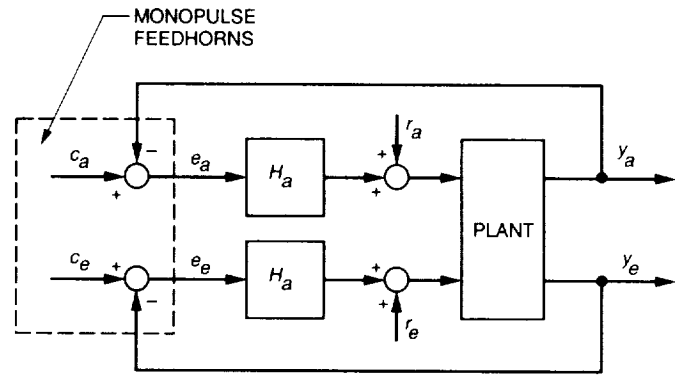 MONOPULSE
FEEDHORNS
r_a
y_a
c_a
−
e_a
H_a
+
+
+
PLANT
c_e
+
e_e
H_a
+
y_e
−
+
r_e